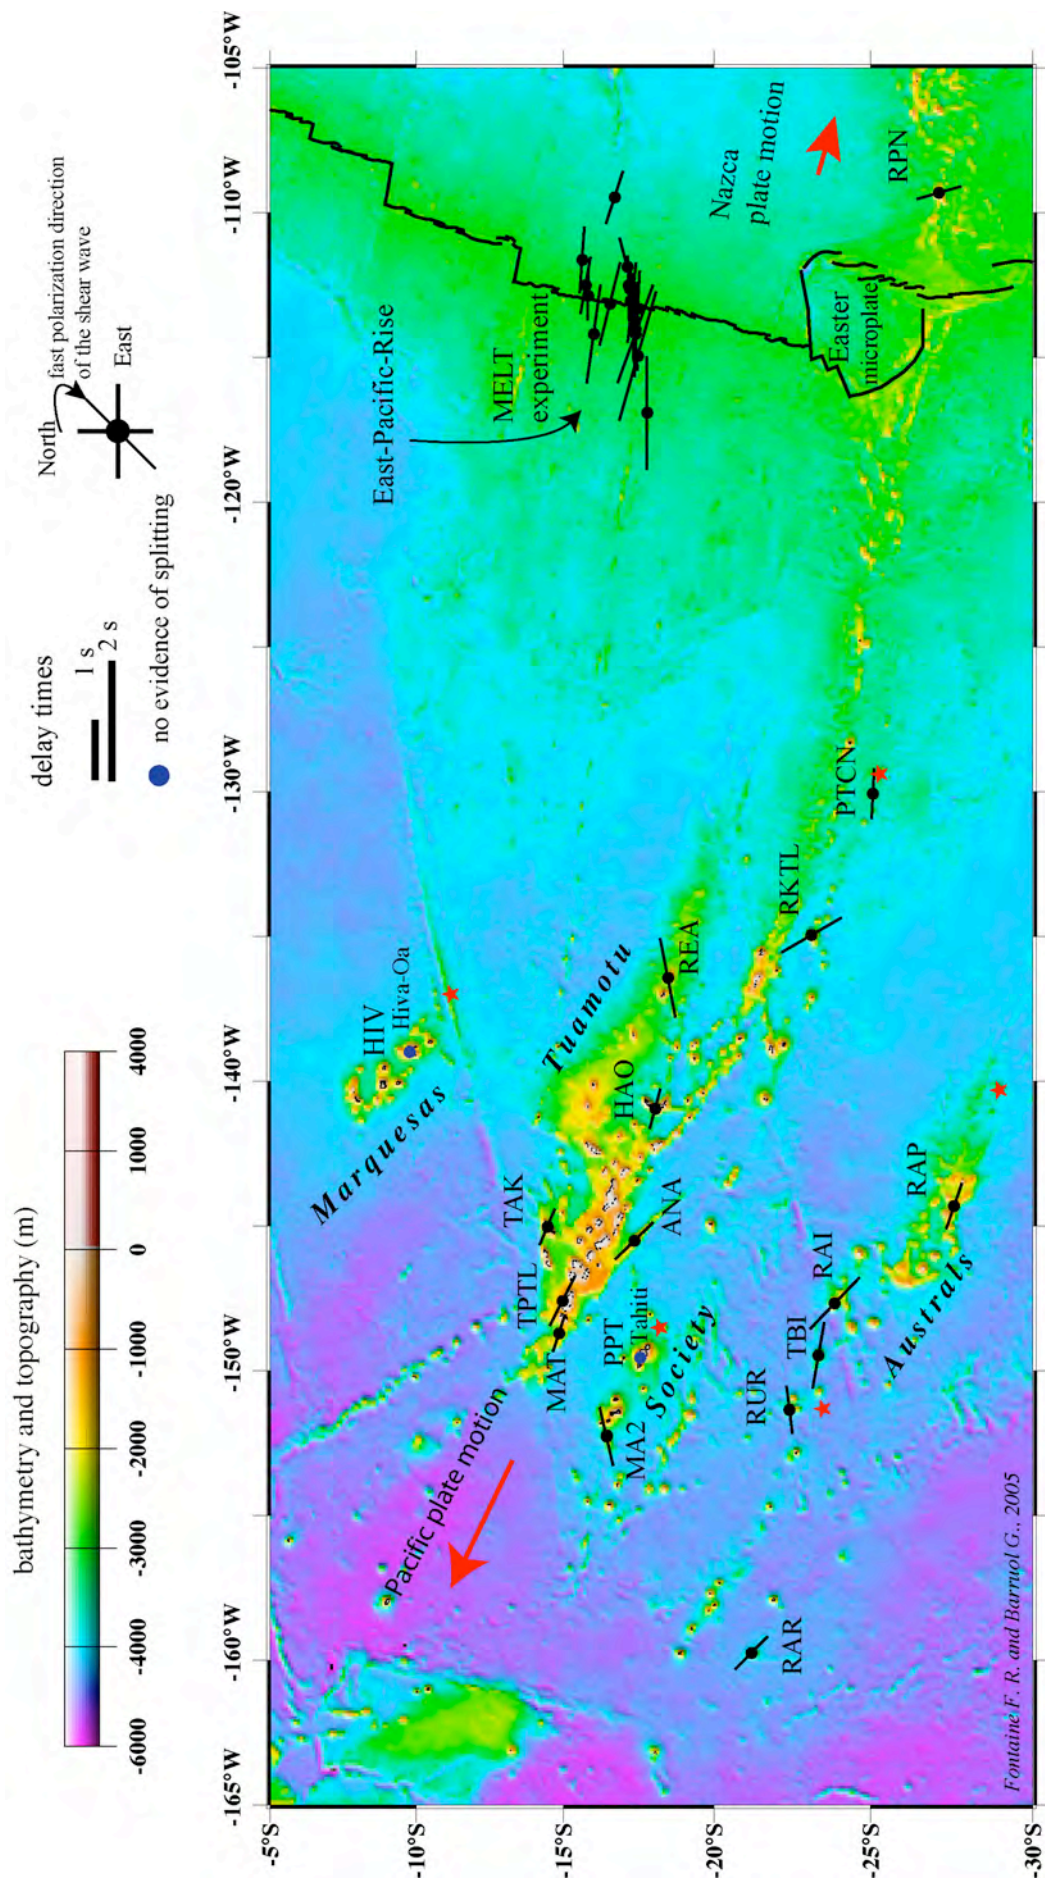 bathymetry and topography (m)
-6000
-4000
-3000
-2000
-1000
0
1000
4000
delay times
1 s
2 s
no evidence of splitting
North
fast polarization direction
of the shear wave
East
-165°W
-160°W
-150°W
-140°W
-130°W
-120°W
-110°W
-105°W
-5°S
-10°S
-15°S
-20°S
-25°S
-30°S
Pacific plate motion
Marquesas
HIV
Hiva-Oa
Tuamotu
TAK
TPTL
MAT
PPT
Tahiti
MA2
Society
ANA
HAO
REA
RKTL
PTCN
RAR
RUR
TBI
RAI
RAP
Australs
East-Pacific-Rise
MELT
experiment
Nazca
plate motion
Easter
microplate
RPN
Fontaine F. R. and Barruol G., 2005